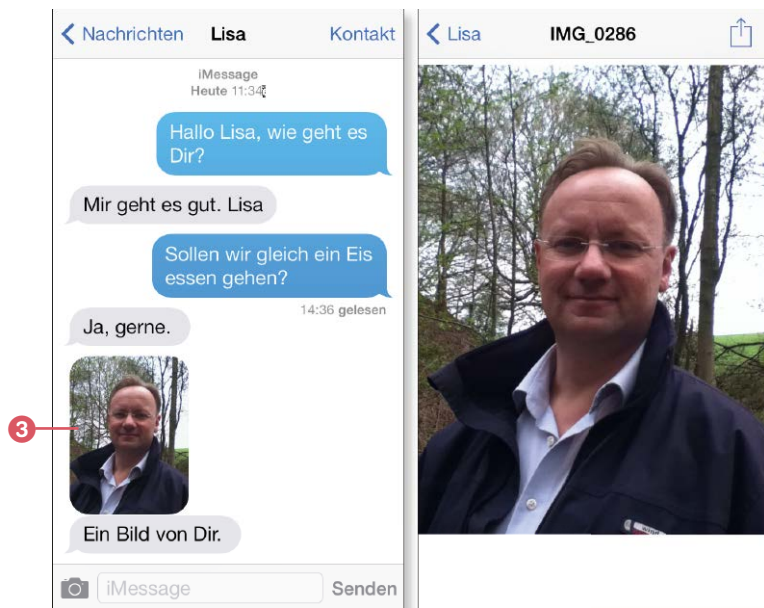 Nachrichten Lisa Kontakt
iMessage
Heute 11:34
Hallo Lisa, wie geht es
Dir?
Mir geht es gut. Lisa
Sollen wir gleich ein Eis
essen gehen?
14:36 gelesen
Ja, gerne.
3
Ein Bild von Dir.
iMessage Senden
Lisa IMG_0286